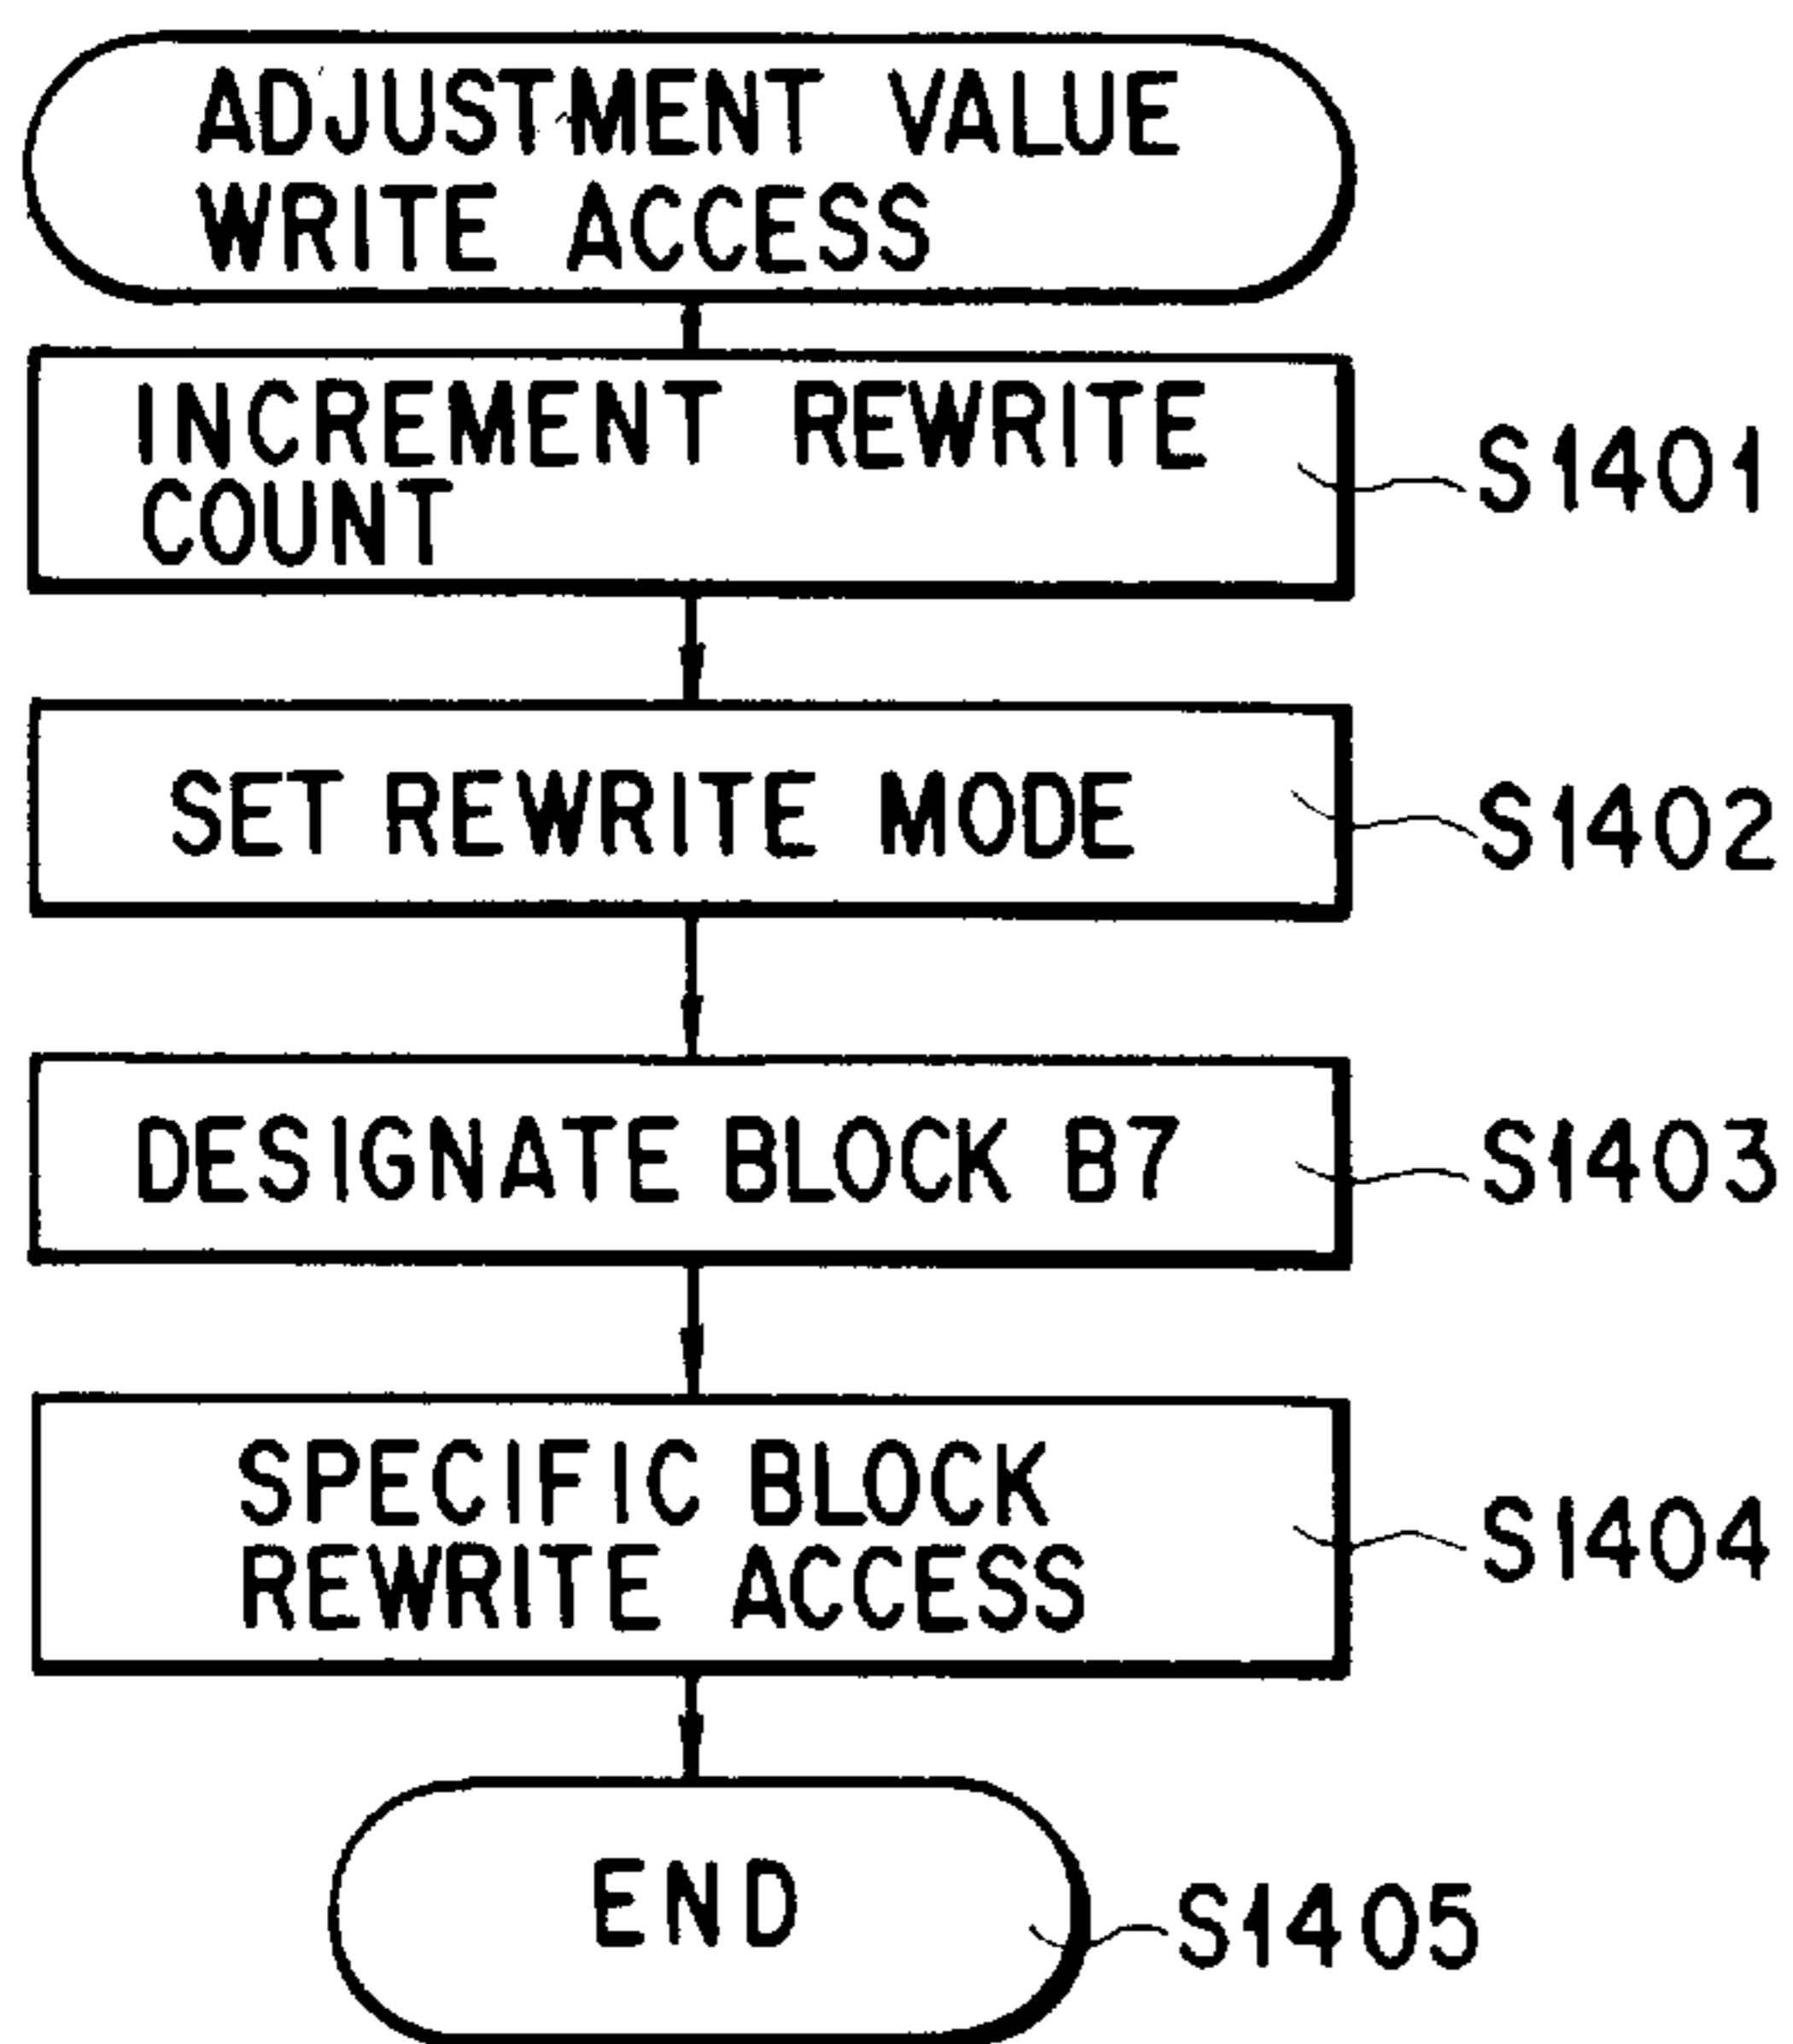 ADJUSTMENT VALUE
WRITE ACCESS
INCREMENT REWRITE
COUNT
S1401
SET REWRITE MODE
S1402
DESIGNATE BLOCK B7
S1403
SPECIFIC BLOCK
REWRITE ACCESS
S1404
END
S1405